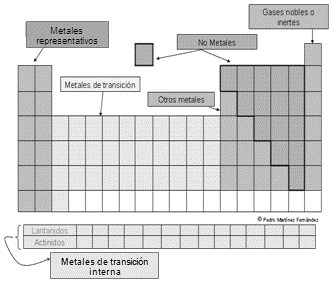 Metales
representativos
No Metales
Gases nobles o
inertes
Metales de transición
Otros metales
© Pedro Martínez Fernández
Lantanidos
Actinidos
Metales de transición
interna